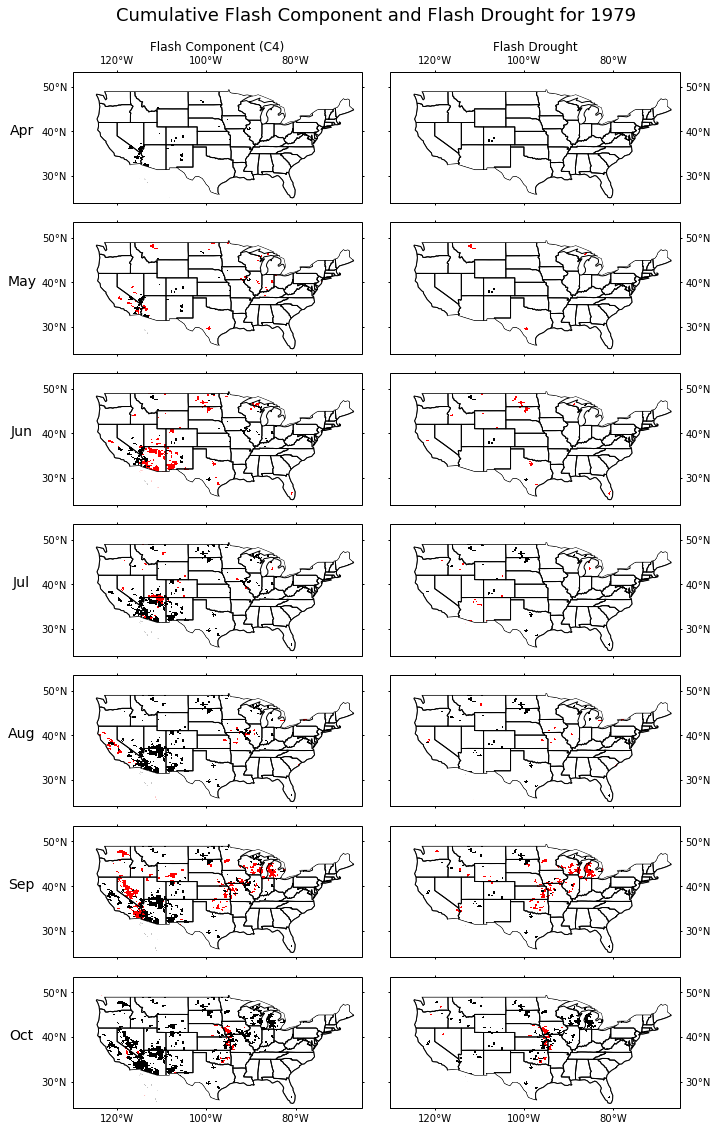 Cumulative Flash Component and Flash Drought for 1979
Flash Component (C4) Flash Drought
120°W 100°W 80°W 120°W 100°W 80°W
50°N 50°N
Apr 40°N 40°N
30°N 30°N
50°N 50°N
May 40°N 40°N
30°N 30°N
50°N 50°N
Jun 40°N 40°N
30°N 30°N
50°N 50°N
Jul 40°N 40°N
30°N 30°N
50°N 50°N
Aug 40°N 40°N
30°N 30°N
50°N 50°N
Sep 40°N 40°N
30°N 30°N
50°N 50°N
Oct 40°N 40°N
30°N 30°N
120°W 100°W 80°W 120°W 100°W 80°W